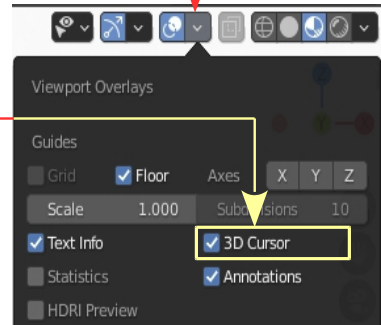 Viewport Overlays
Guides
Grid Floor Axes X Y Z
Scale 1.000 Subdivisions 10
Text Info 3D Cursor
Statistics Annotations
HDRI Preview